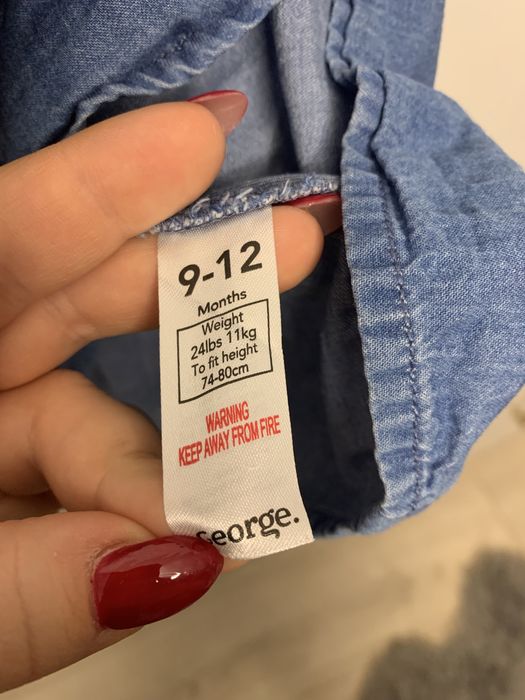 9-12
Months
Weight
24lbs 11kg
To fit height
74-80cm
WARNING
KEEP AWAY FROM FIRE
George.